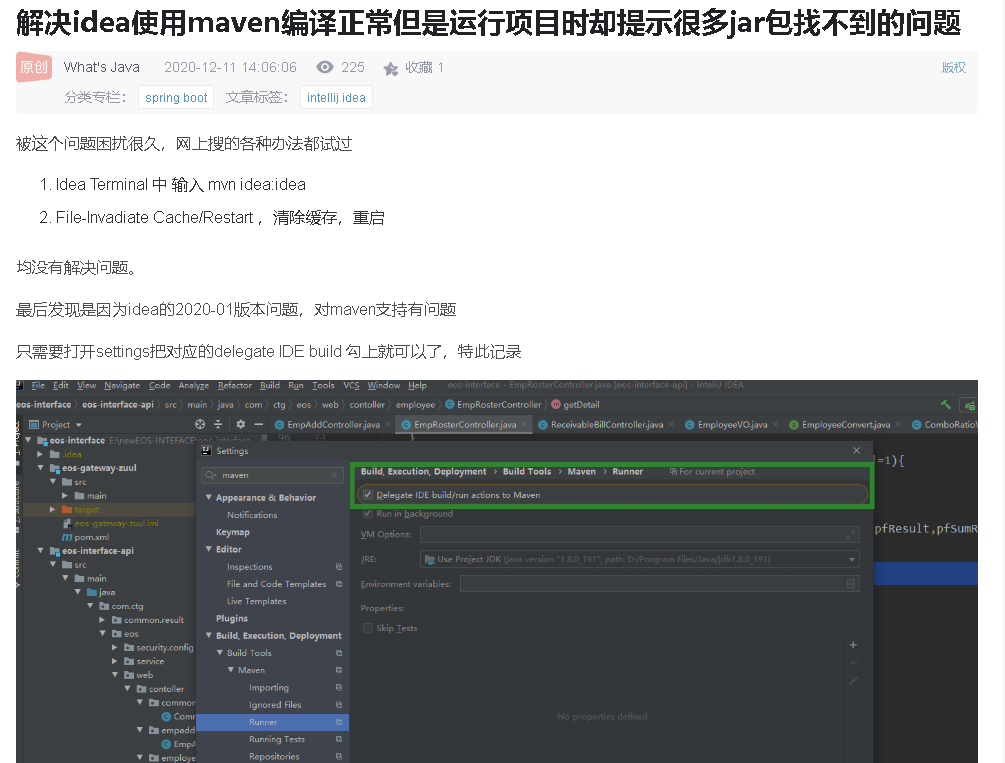 解决idea使用maven编译正常但是运行项目时却提示很多jar包找不到的问题
原创 What's Java 2020-12-11 14:06:06 225 收藏 1 版权
分类专栏： spring boot 文章标签： intellij idea
被这个问题困扰很久，网上搜的各种办法都试过
1. Idea Terminal 中 输入 mvn idea:idea
2. File-Invadiate Cache/Restart ，清除缓存，重启
均没有解决问题。
最后发现是因为idea的2020-01版本问题，对maven支持有问题
只需要打开settings把对应的delegate IDE build 勾上就可以了，特此记录
File Edit View Navigate Code Analyze Refactor Build Run Tools VCS Window Help eos-interface - EmpRosterController.java [eos-interface-api] - IntelliJ IDEA
eos-interface eos-interface-api src main java com ctg eos web contoller employee EmpRosterController getDetail
Project EmpAddController.java EmpRosterController.java ReceivableBillController.java EmployeeVO.java EmployeeConvert.java ComboRatioV
eos-interface E:\newEOS-INTEFACE\eos-interface 96 }
.idea
eos-gateway-zuul
src
main
target
eos-gateway-zuul.iml
pom.xml
eos-interface-api
src
main
java
com.ctg
common.result
eos
security.config
service
web
contoller
common
Comr
empadd
EmpA
employe
Settings
maven
Appearance & Behavior
Notifications
Keymap
Editor
Inspections
File and Code Templates
Live Templates
Plugins
Build, Execution, Deployment
Build Tools
Maven
Importing
Ignored Files
Runner
Running Tests
Repositories
Build, Execution, Deployment › Build Tools › Maven › Runner For current project
Delegate IDE build/run actions to Maven
Run in background
VM Options:
JRE: Use Project JDK (java version "1.8.0_191", path: D:/Program Files/Java/jdk1.8.0_191)
Environment variables:
Properties:
Skip Tests
No properties defined
=1){
pfResult,pfSumR